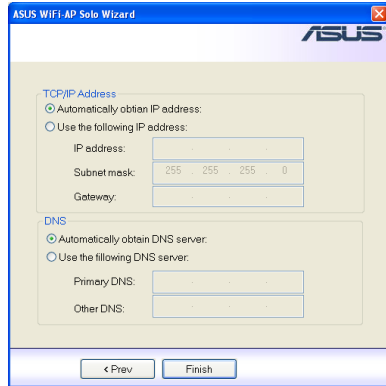 ASUS WiFi-AP Solo Wizard
ASUS
TCP/IP Address
Automatically obtian IP address:
Use the following IP address:
IP address:
Subnet mask: 255 . 255 . 255 . 0
Gateway:
DNS
Automatically obtain DNS server:
Use the fillowing DNS server:
Primary DNS:
Other DNS:
< Prev Finish